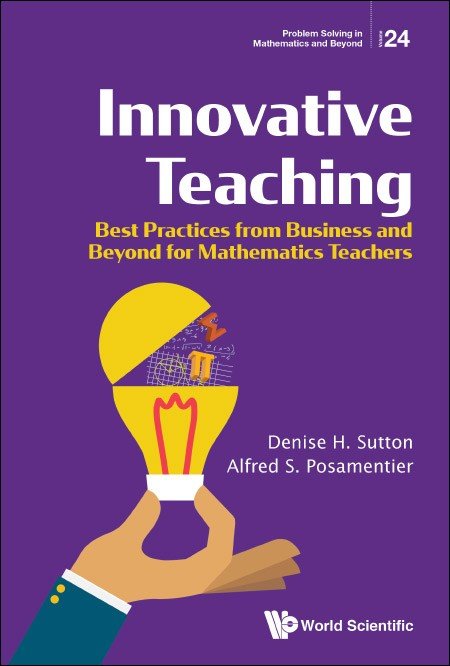 Problem Solving in
Mathematics and Beyond
Volume 24
Innovative
Teaching
Best Practices from Business and
Beyond for Mathematics Teachers
Σ
π
Denise H. Sutton
Alfred S. Posamentier
World Scientific